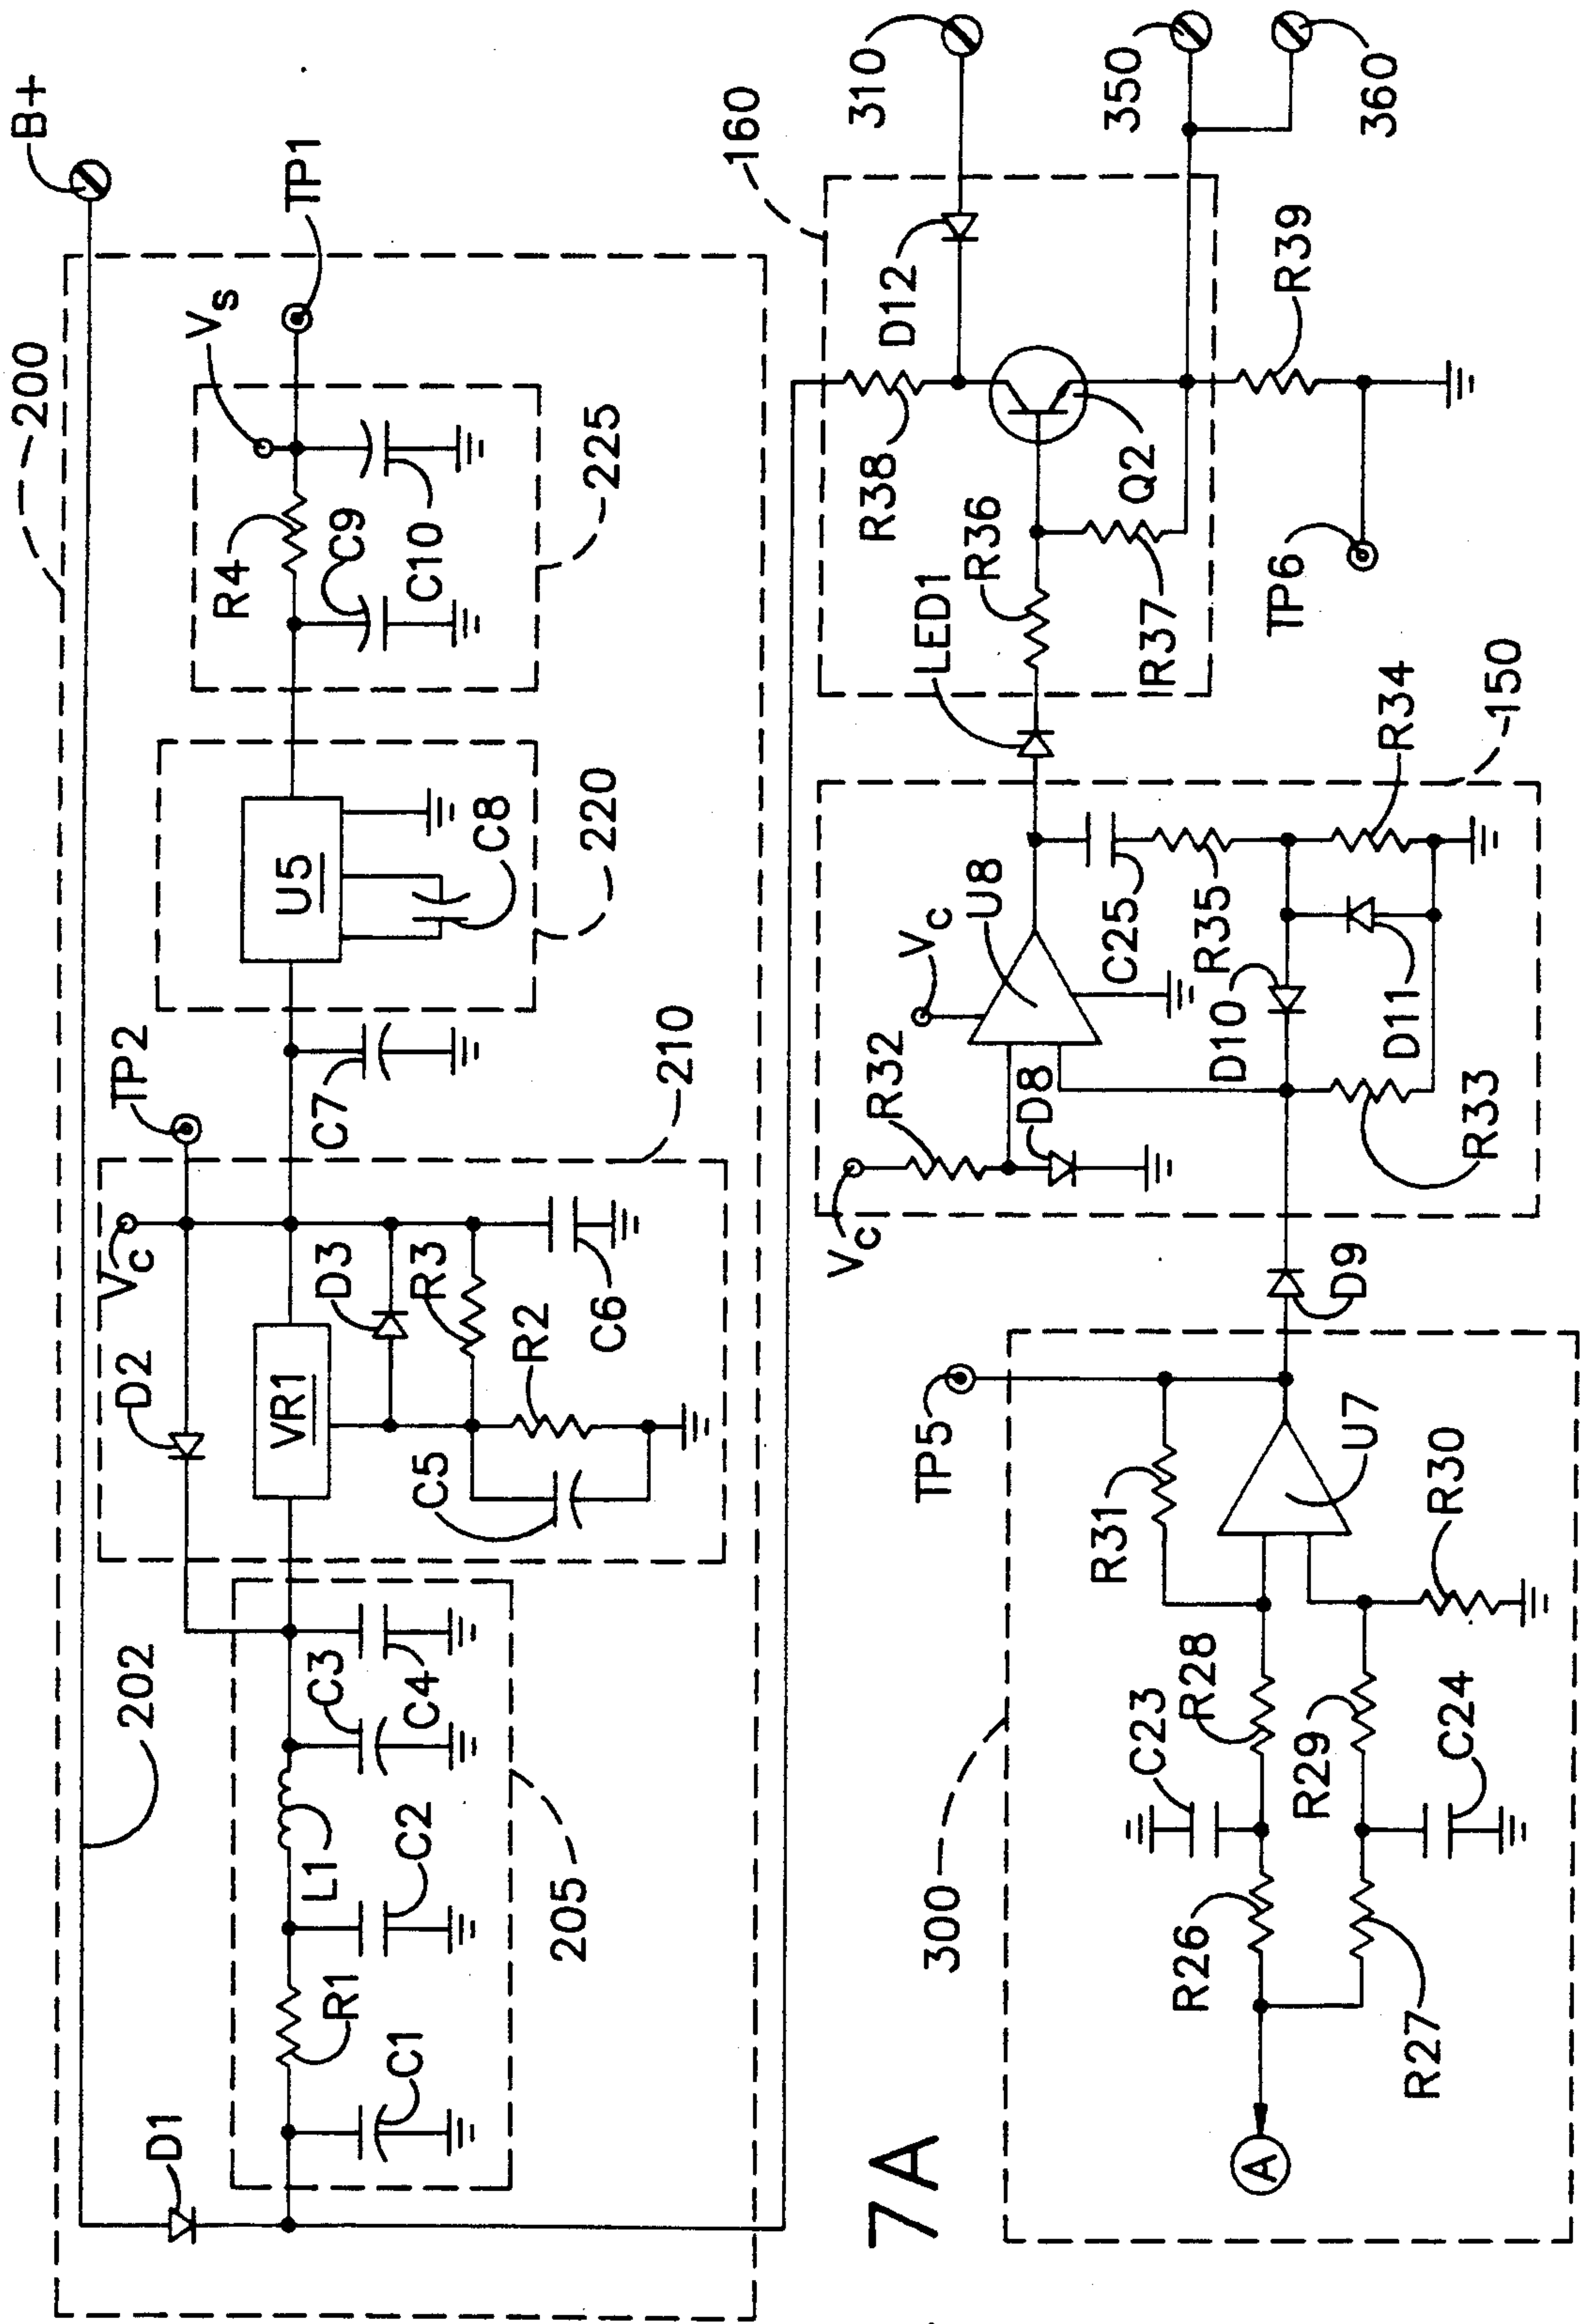 B+
200
TP1
Vs
R4
C9
C10
225
U5
C8
220
TP2
C7
210
Vc
D2
VR1
D3
R3
R2
C6
C5
202
C3
C4
L1
C2
205
R1
C1
D1
310
350
360
160
D12
R39
R38
Q2
R36
R37
TP6
LED1
150
R34
Vc
U8
C25
R35
R32
D8
D10
D11
R33
Vc
D9
TP5
R31
U7
R30
R28
C23
R29
C24
300
R26
R27
A
7A